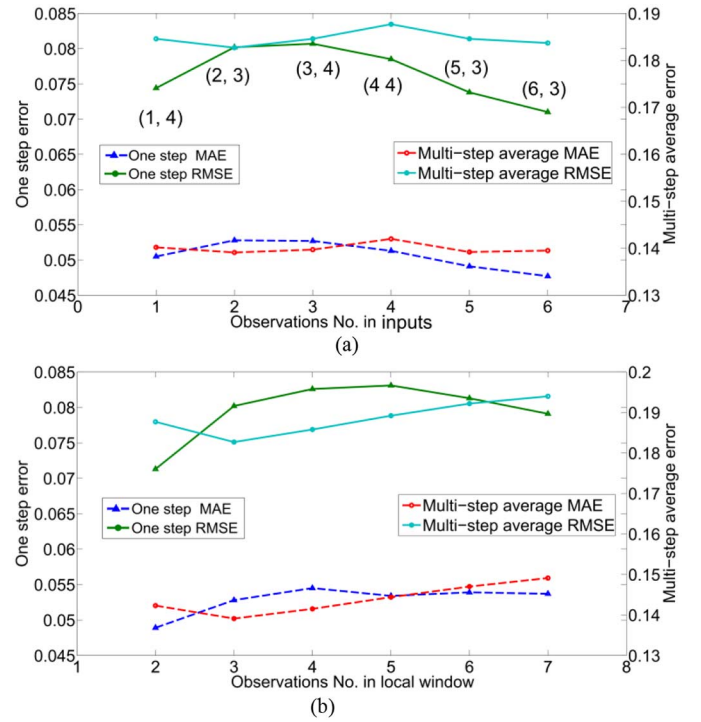 0.085
0.08
0.075
0.07
0.065
0.06
0.055
0.05
0.045
One step error
0.19
0.18
0.17
0.16
0.15
0.14
0.13
Multi-step average error
(1, 4)
(2, 3)
(3, 4)
(4 4)
(5, 3)
(6, 3)
One step MAE
One step RMSE
Multi-step average MAE
Multi-step average RMSE
0 1 2 3 4 5 6 7
Observations No. in inputs
(a)
0.085
0.08
0.075
0.07
0.065
0.06
0.055
0.05
0.045
One step error
0.2
0.19
0.18
0.17
0.16
0.15
0.14
0.13
Multi-step average error
One step MAE
One step RMSE
Multi-step average MAE
Multi-step average RMSE
1 2 3 4 5 6 7 8
Observations No. in local window
(b)